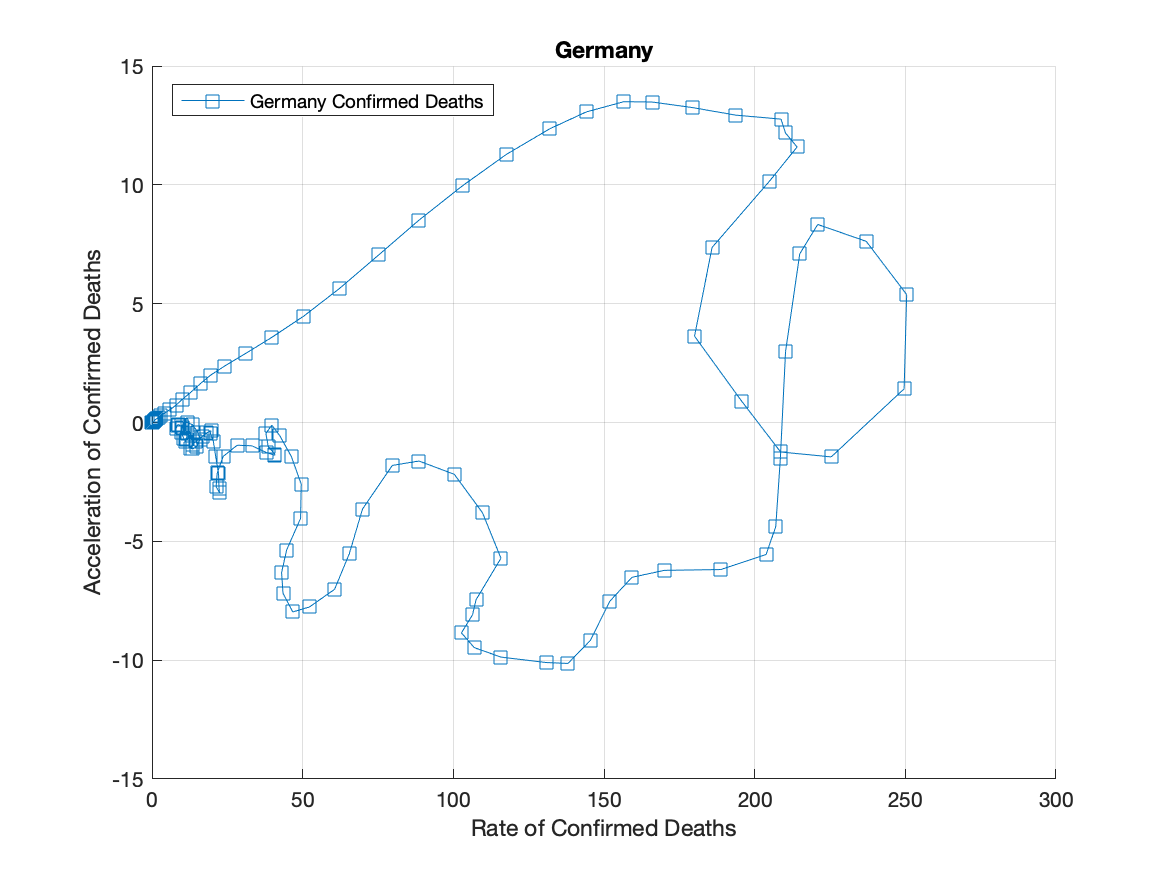 Germany
Germany Confirmed Deaths
15
10
5
0
-5
-10
-15
Acceleration of Confirmed Deaths
0 50 100 150 200 250 300
Rate of Confirmed Deaths